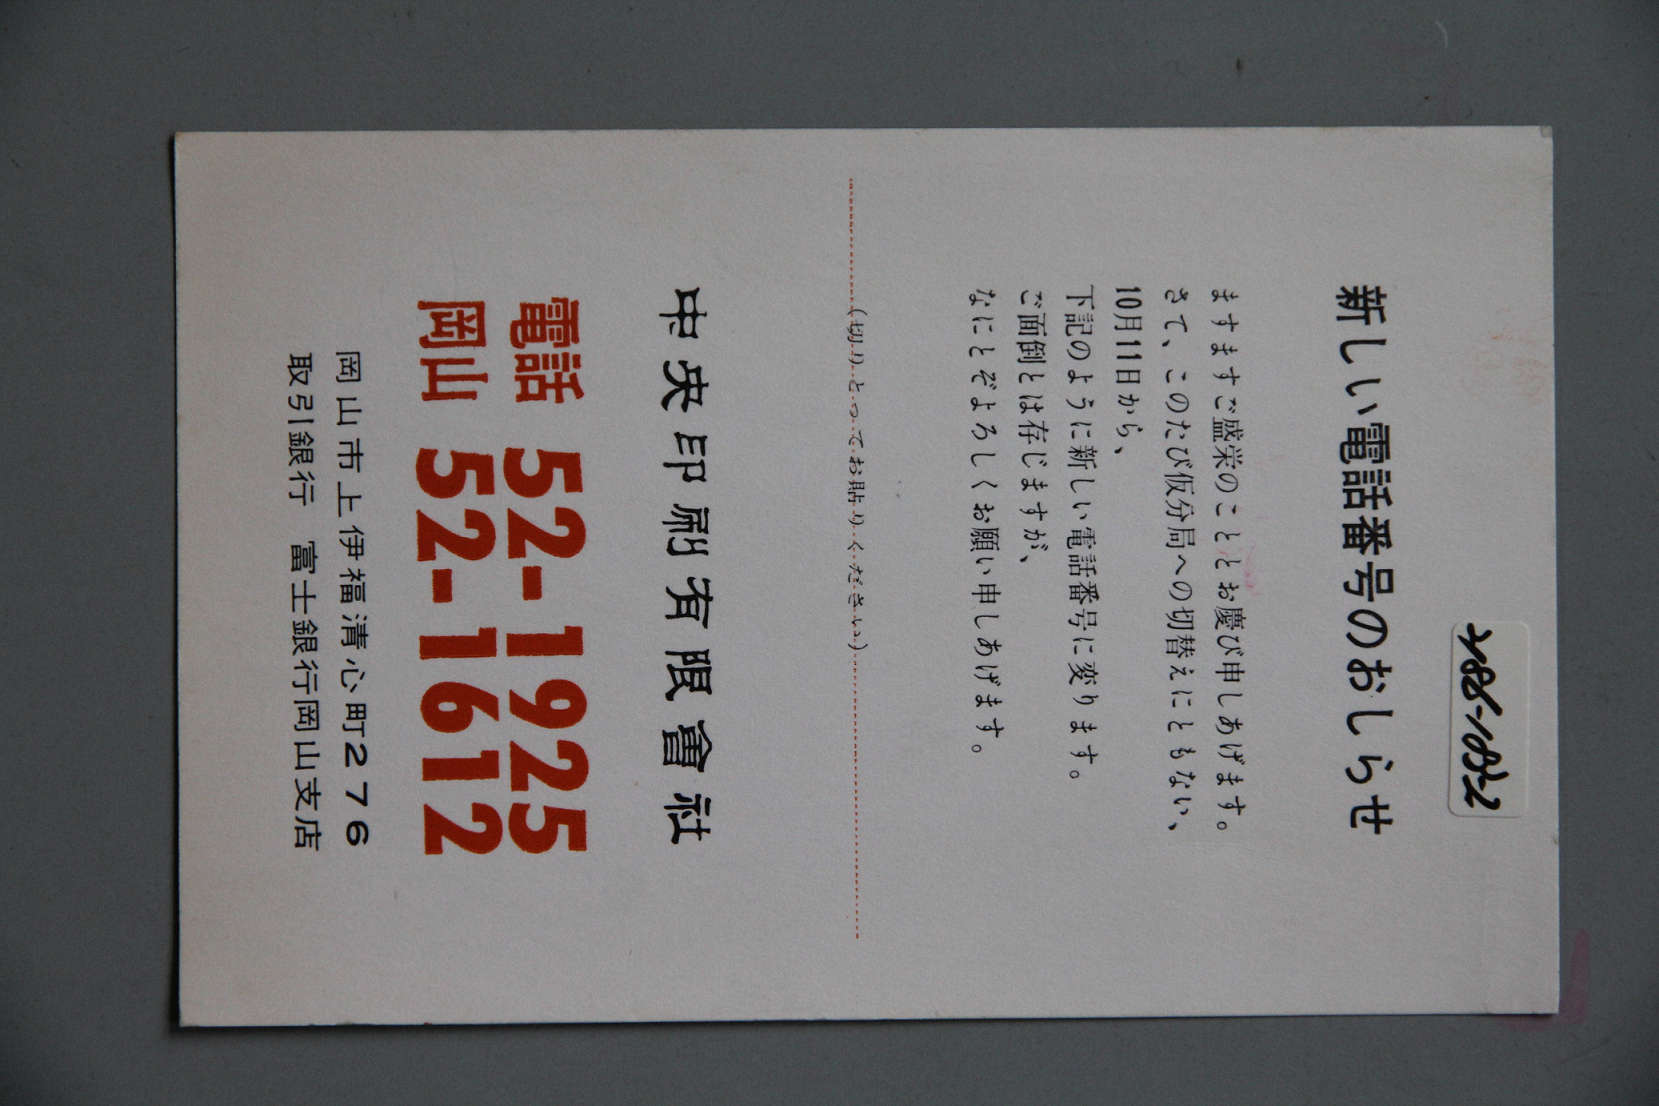 新しい電話番号のおしらせ
ますますご盛栄のこととお慶び申しあげます。
さて、このたび仮分局への切替えにともない、
10月11日から、
下記のように新しい電話番号に変ります。
ご面倒とは存じますが、
なにとぞよろしくお願い申しあげます。
(切りとってお貼りください)
中央印刷有限會社
電話 52-1925
岡山 52-1612
岡山市上伊福清心町276
取引銀行 富士銀行岡山支店